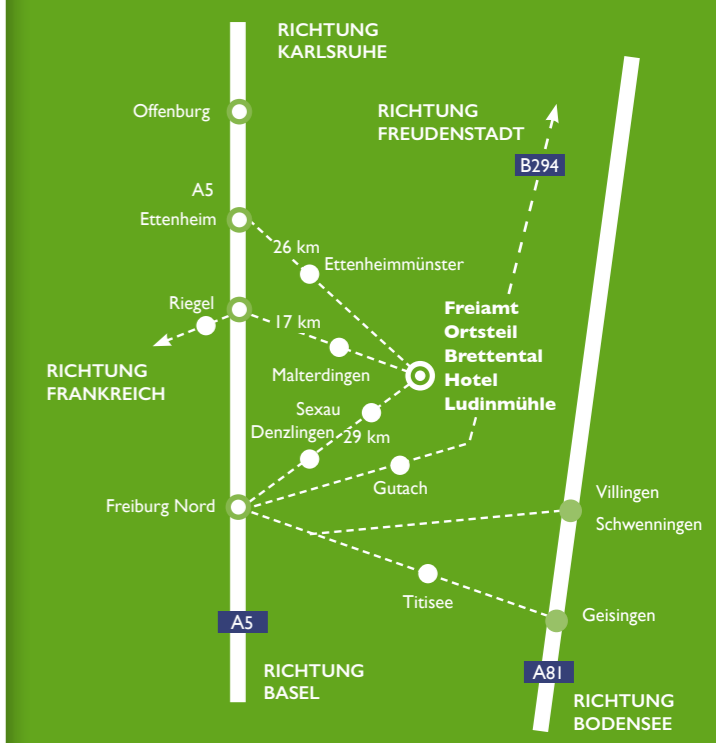 RICHTUNG
KARLSRUHE
Offenburg
RICHTUNG
FREUDENSTADT
B294
A5
Ettenheim
26 km
Ettenheimmünster
Riegel
17 km
Freiamt
Ortsteil
Brettental
Hotel
Ludinmühle
RICHTUNG
FRANKREICH
Malterdingen
Sexau
Denzlingen
29 km
Gutach
Freiburg Nord
Villingen
Schwenningen
Titisee
Geisingen
A5
RICHTUNG
BASEL
A81
RICHTUNG
BODENSEE